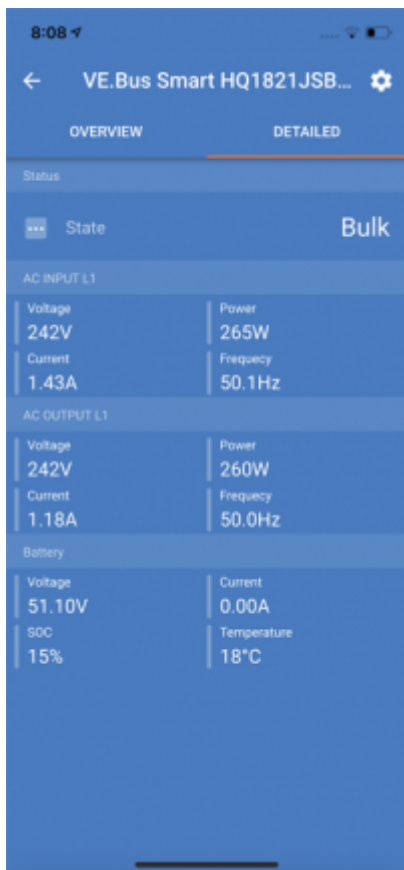 8:08
VE.Bus Smart HQ1821JSB...
OVERVIEW DETAILED
Status
State Bulk
AC INPUT L1
Voltage Power
242V 265W
Current Frequecy
1.43A 50.1Hz
AC OUTPUT L1
Voltage Power
242V 260W
Current Frequecy
1.18A 50.0Hz
Battery
Voltage Current
51.10V 0.00A
SOC Temperature
15% 18°C